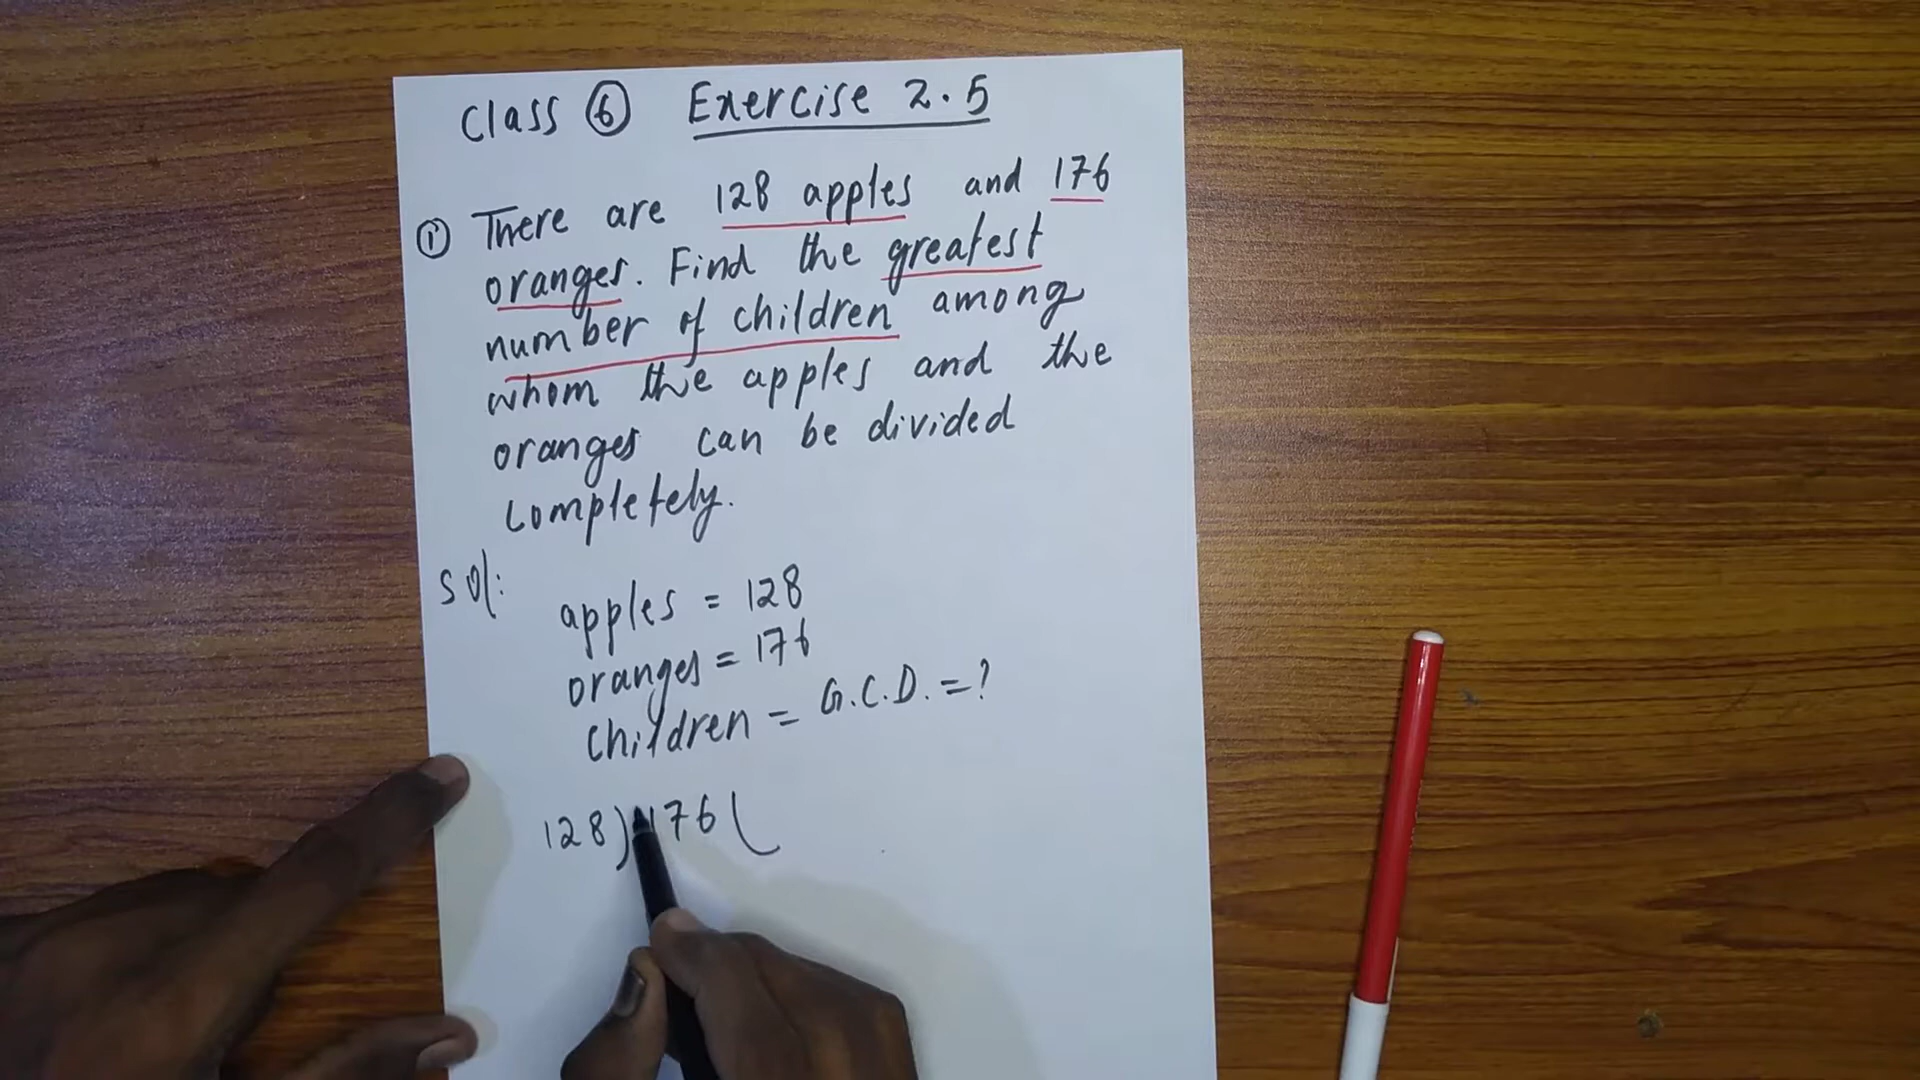 Class 6 Exercise 2.5
① There are 128 apples and 176
oranges. Find the greatest
number of children among
whom the apples and the
oranges can be divided
completely.
Sol:
apples = 128
oranges = 176
children = G.C.D. = ?
128)176(